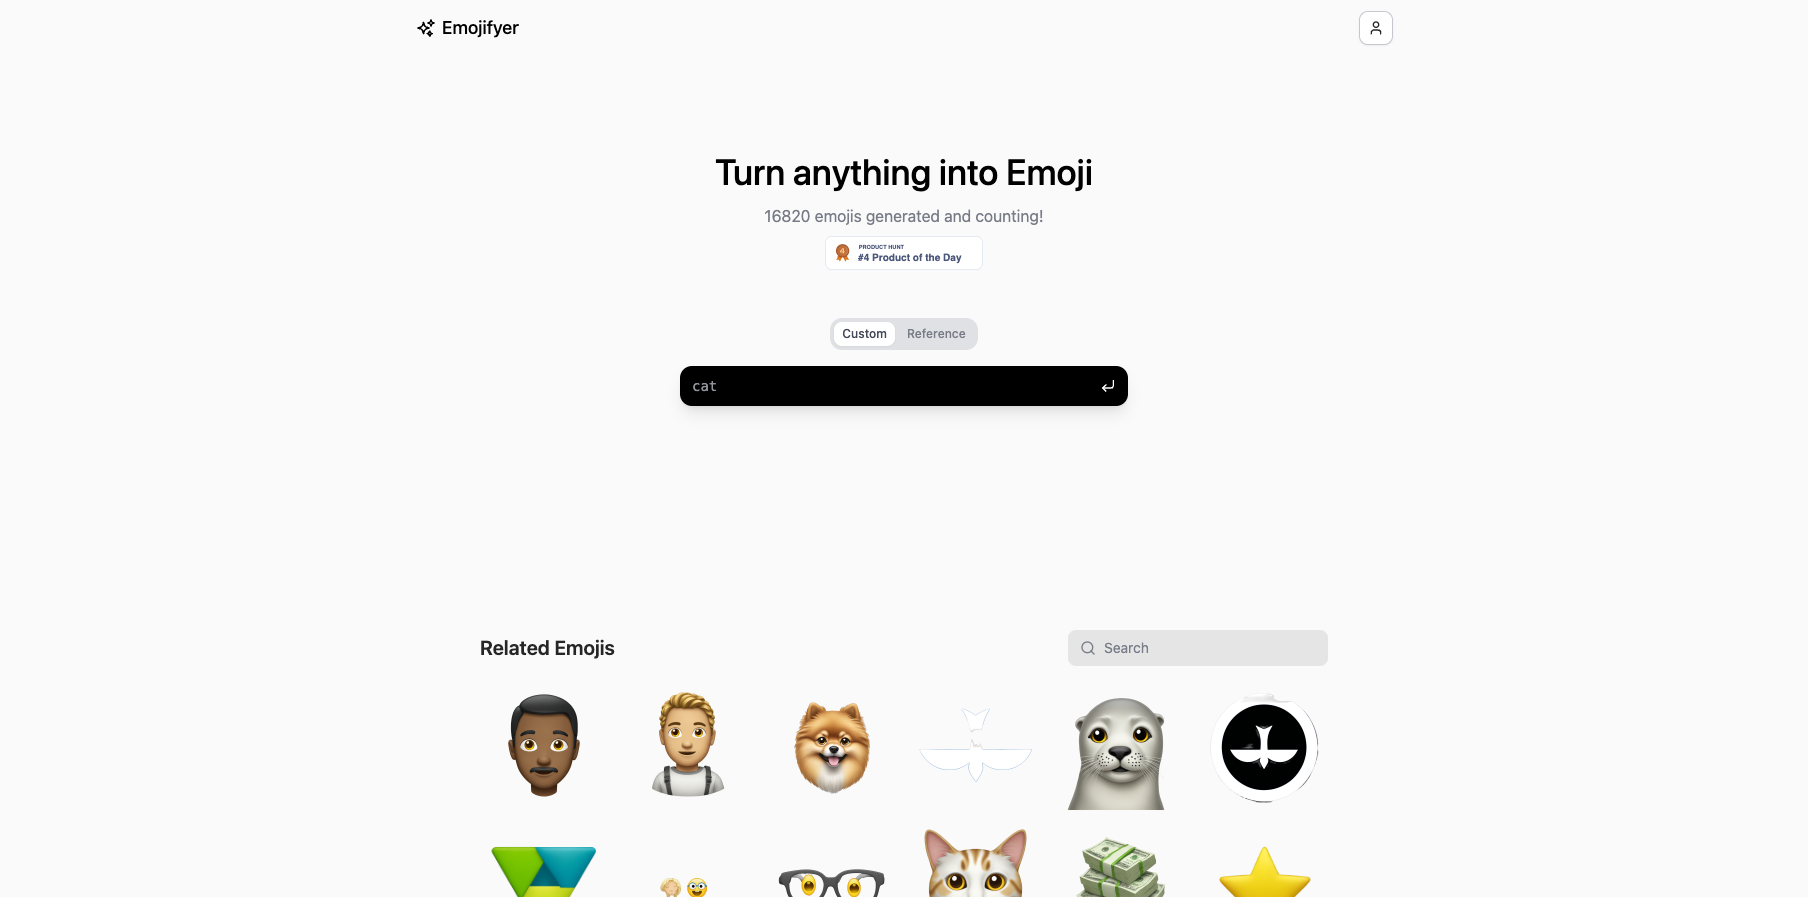 Emojifyer
Turn anything into Emoji
16820 emojis generated and counting!
4
PRODUCT HUNT
#4 Product of the Day
Custom Reference
cat
Related Emojis
Search